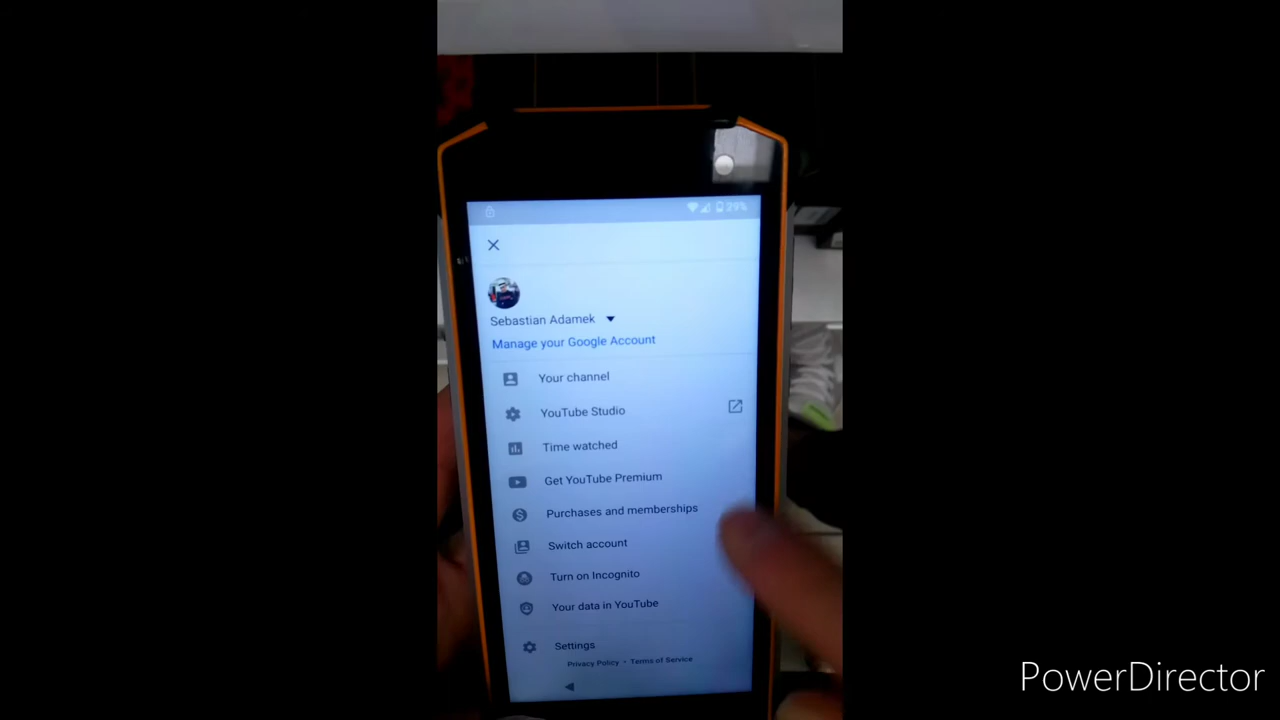 29%
Sebastian Adamek
Manage your Google Account
Your channel
YouTube Studio
Time watched
Get YouTube Premium
Purchases and memberships
Switch account
Turn on Incognito
Your data in YouTube
Settings
Privacy Policy • Terms of Service
PowerDirector